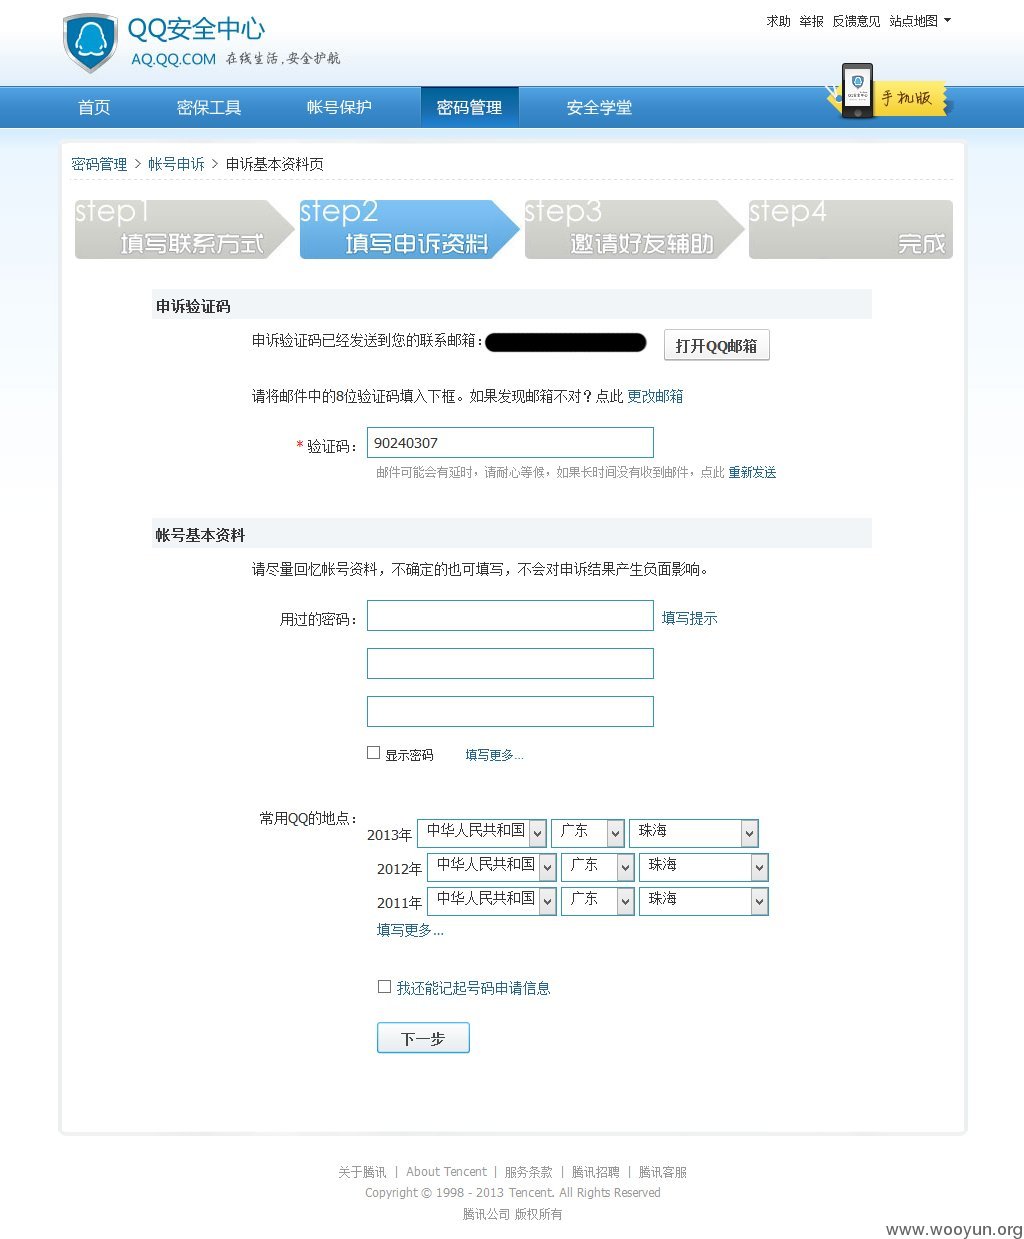 QQ安全中心
AQ.QQ.COM 在线生活,安全护航
求助 举报 反馈意见 站点地图
首页 密保工具 帐号保护 密码管理 安全学堂 手机版
密码管理 > 帐号申诉 > 申诉基本资料页
step1 填写联系方式
step2 填写申诉资料
step3 邀请好友辅助
step4 完成
申诉验证码
申诉验证码已经发送到您的联系邮箱: 打开QQ邮箱
请将邮件中的8位验证码填入下框。如果发现邮箱不对？点此 更改邮箱
* 验证码: 90240307
邮件可能会有延时，请耐心等候，如果长时间没有收到邮件，点此 重新发送
帐号基本资料
请尽量回忆帐号资料，不确定的也可填写，不会对申诉结果产生负面影响。
用过的密码: 填写提示
显示密码 填写更多...
常用QQ的地点:
2013年 中华人民共和国 广东 珠海
2012年 中华人民共和国 广东 珠海
2011年 中华人民共和国 广东 珠海
填写更多...
我还能记起号码申请信息
下一步
关于腾讯 | About Tencent | 服务条款 | 腾讯招聘 | 腾讯客服
Copyright © 1998 - 2013 Tencent. All Rights Reserved
腾讯公司 版权所有
www.wooyun.org